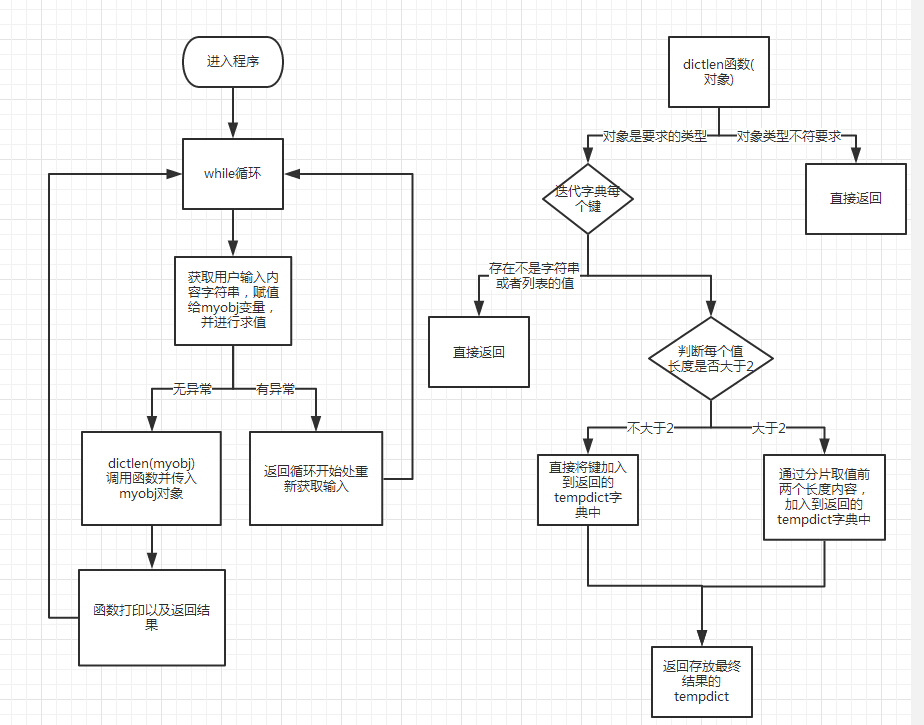 进入程序
while循环
获取用户输入内
容字符串，赋值
给myobj变量，
并进行求值
无异常
有异常
dictlen(myobj)
调用函数并传入
myobj对象
返回循环开始处重
新获取输入
函数打印以及返回结
果
dictlen函数(
对象)
对象是要求的类型
对象类型不符要求
迭代字典每
个键
直接返回
存在不是字符串
或者列表的值
直接返回
判断每个值
长度是否大于2
不大于2
大于2
直接将键加入
到返回的
tempdict字
典中
通过分片取值前
两个长度内容，
加入到返回的
tempdict字典中
返回存放最终
结果的
tempdict